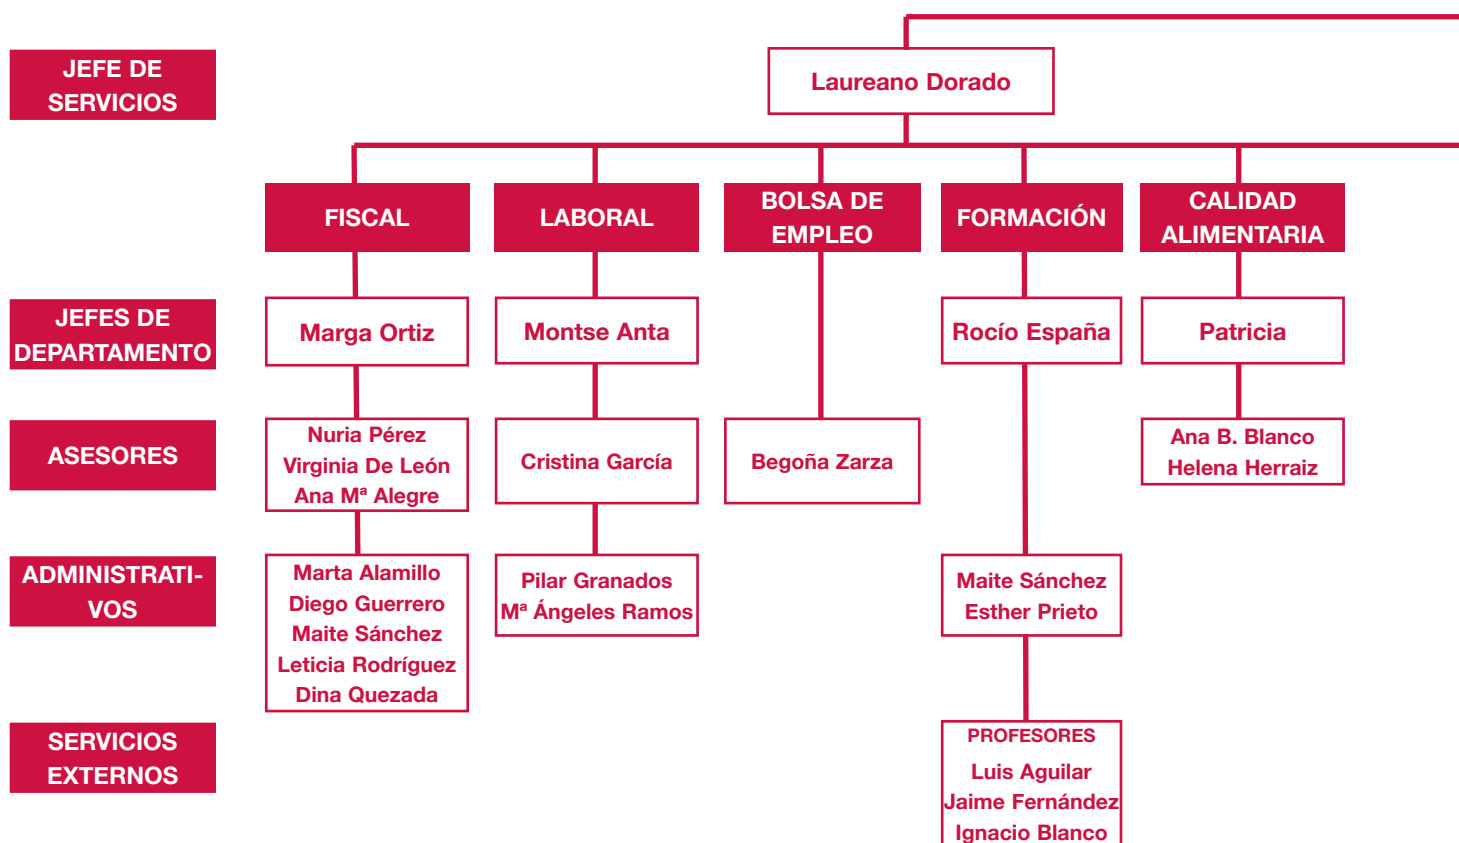 JEFE DE
SERVICIOS
Laureano Dorado
FISCAL
LABORAL
BOLSA DE
EMPLEO
FORMACIÓN
CALIDAD
ALIMENTARIA
JEFES DE
DEPARTAMENTO
Marga Ortiz
Montse Anta
Rocío España
Patricia
ASESORES
Nuria Pérez
Virginia De León
Ana Mª Alegre
Cristina García
Begoña Zarza
Ana B. Blanco
Helena Herraiz
ADMINISTRATI-
VOS
Marta Alamillo
Diego Guerrero
Maite Sánchez
Leticia Rodríguez
Dina Quezada
Pilar Granados
Mª Ángeles Ramos
Maite Sánchez
Esther Prieto
SERVICIOS
EXTERNOS
PROFESORES
Luis Aguilar
Jaime Fernández
Ignacio Blanco